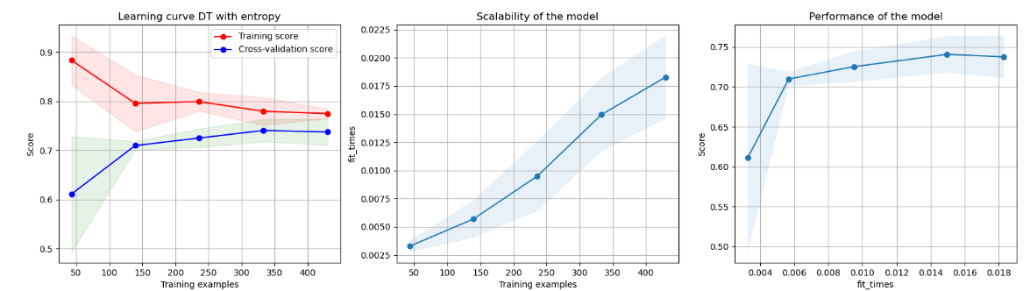 Learning curve DT with entropy
Training score
Cross-validation score
0.9
0.8
0.7
0.6
0.5
Score
50 100 150 200 250 300 350 400
Training examples
Scalability of the model
0.0225
0.0200
0.0175
0.0150
0.0125
0.0100
0.0075
0.0050
0.0025
fit_times
50 100 150 200 250 300 350 400
Training examples
Performance of the model
0.75
0.70
0.65
0.60
0.55
0.50
Score
0.004 0.006 0.008 0.010 0.012 0.014 0.016 0.018
fit_times